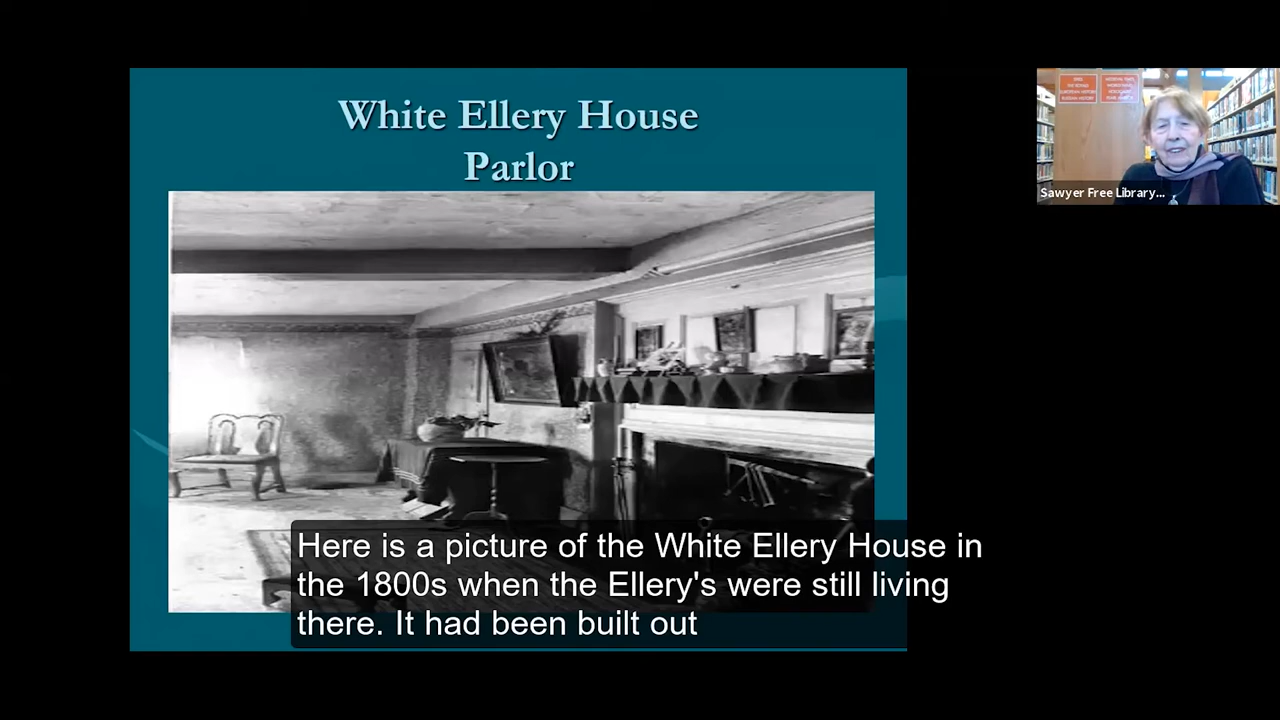 White Ellery House
Parlor
Sawyer Free Library...
Here is a picture of the White Ellery House in
the 1800s when the Ellery's were still living
there. It had been built out